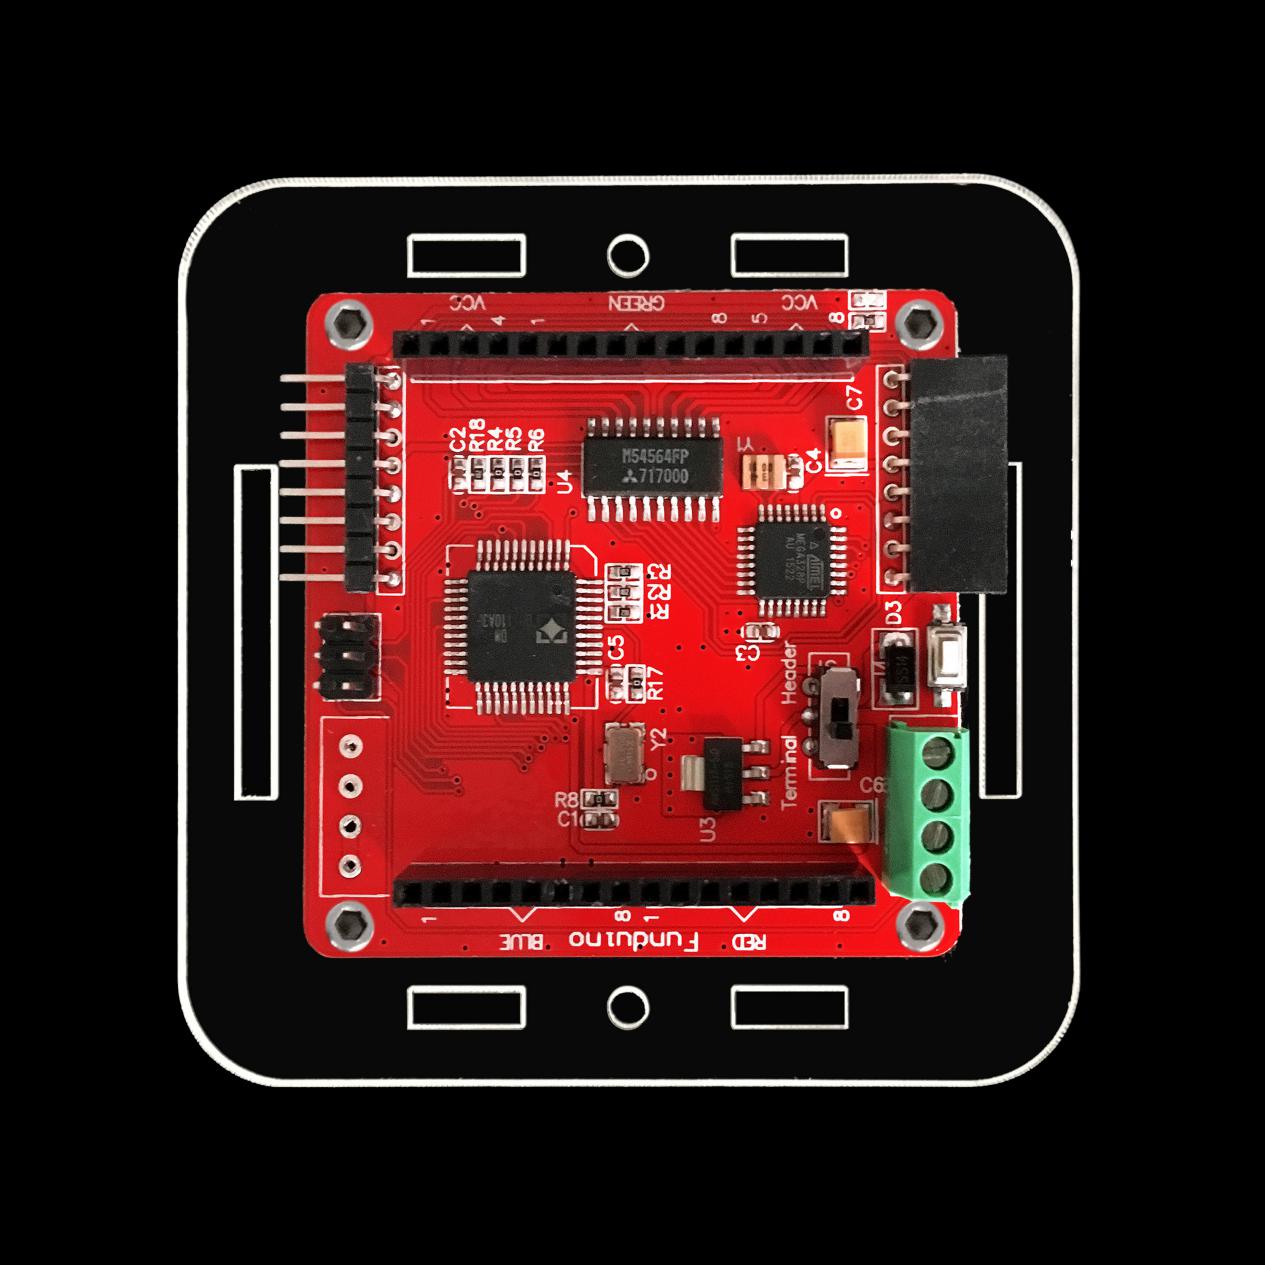 VCC GREEN VCC
1 4 1 8 5 8
C7
C2
R18
R4
R5
R6
U4
M54564FP
717000
Y1
C4
ATMEL
MEGA328P
AU 1522
R2
R3
R1
C3
D3
C5
R17
Header
SS14
Y2
Terminal
C6
R8
C1
U3
1 8 1 8
BLUE Funduino RED